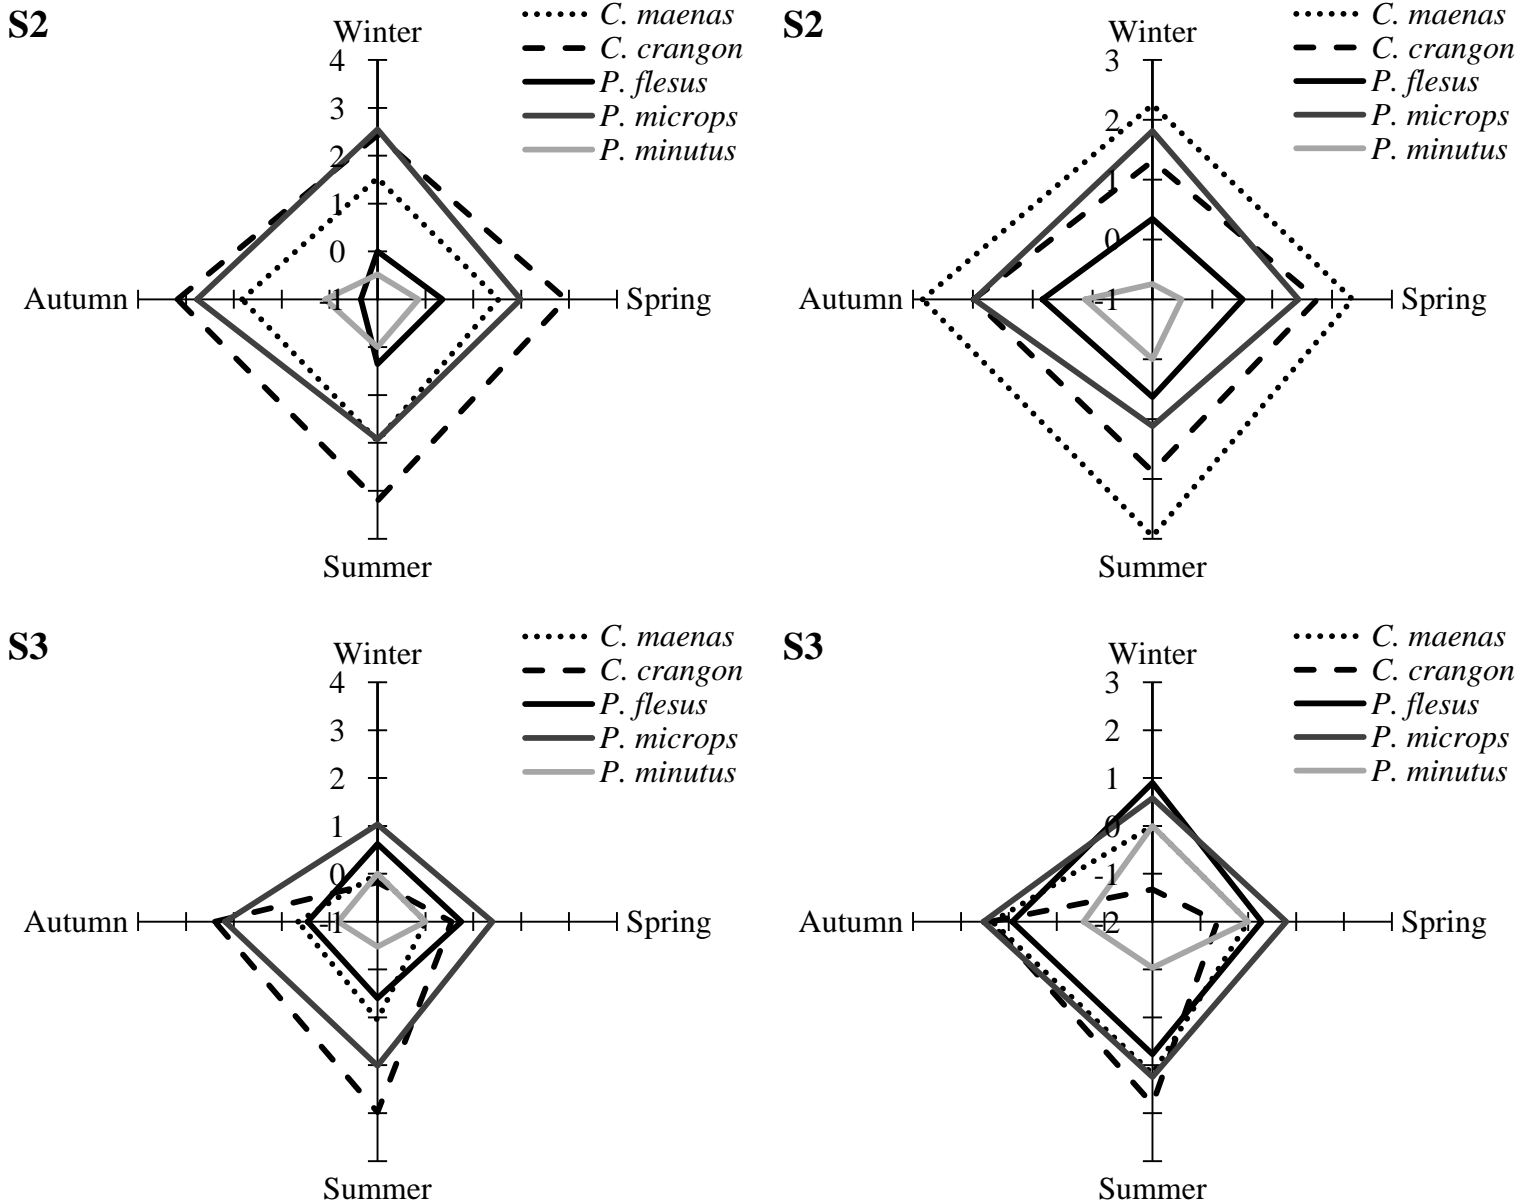 S2
Winter
C. maenas
C. crangon
P. flesus
P. microps
P. minutus
4
3
2
1
0
-1
Autumn
Spring
Summer
S2
Winter
C. maenas
C. crangon
P. flesus
P. microps
P. minutus
3
2
1
0
-1
Autumn
Spring
Summer
S3
Winter
C. maenas
C. crangon
P. flesus
P. microps
P. minutus
4
3
2
1
0
-1
Autumn
Spring
Summer
S3
Winter
C. maenas
C. crangon
P. flesus
P. microps
P. minutus
3
2
1
0
-1
-2
Autumn
Spring
Summer